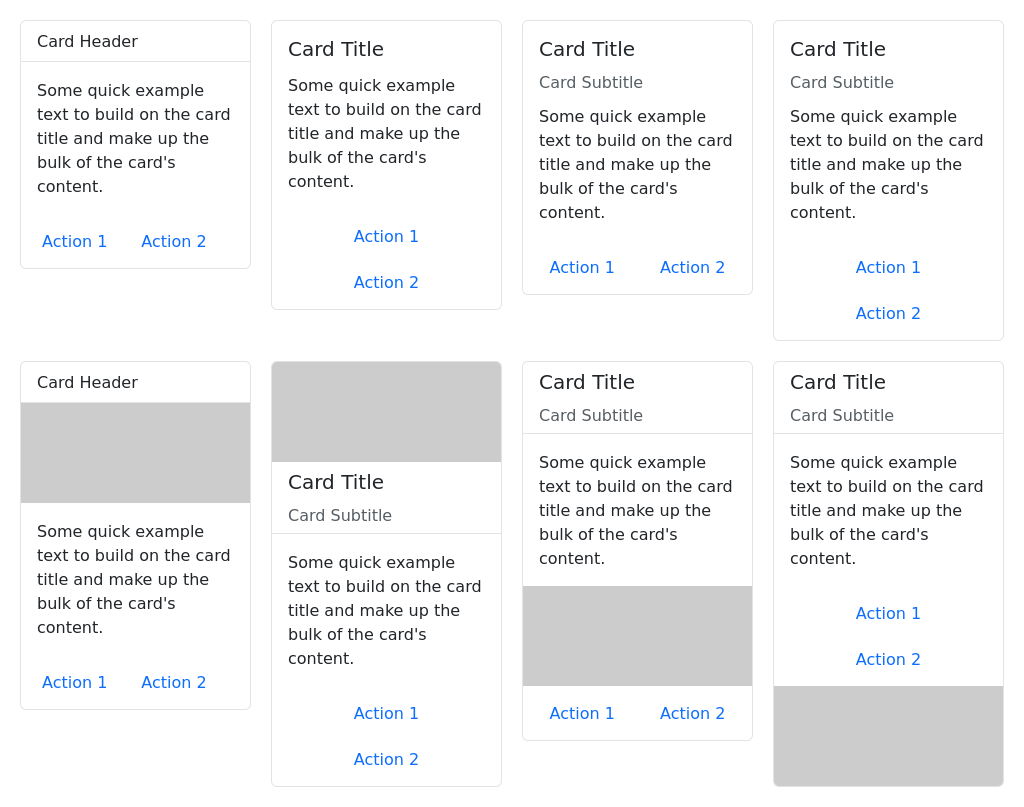 Card Header
Some quick example
text to build on the card
title and make up the
bulk of the card's
content.
Action 1 Action 2
Card Title
Some quick example
text to build on the card
title and make up the
bulk of the card's
content.
Action 1
Action 2
Card Title
Card Subtitle
Some quick example
text to build on the card
title and make up the
bulk of the card's
content.
Action 1 Action 2
Card Title
Card Subtitle
Some quick example
text to build on the card
title and make up the
bulk of the card's
content.
Action 1
Action 2
Card Header
Some quick example
text to build on the card
title and make up the
bulk of the card's
content.
Action 1 Action 2
Card Title
Card Subtitle
Some quick example
text to build on the card
title and make up the
bulk of the card's
content.
Action 1
Action 2
Card Title
Card Subtitle
Some quick example
text to build on the card
title and make up the
bulk of the card's
content.
Action 1 Action 2
Card Title
Card Subtitle
Some quick example
text to build on the card
title and make up the
bulk of the card's
content.
Action 1
Action 2